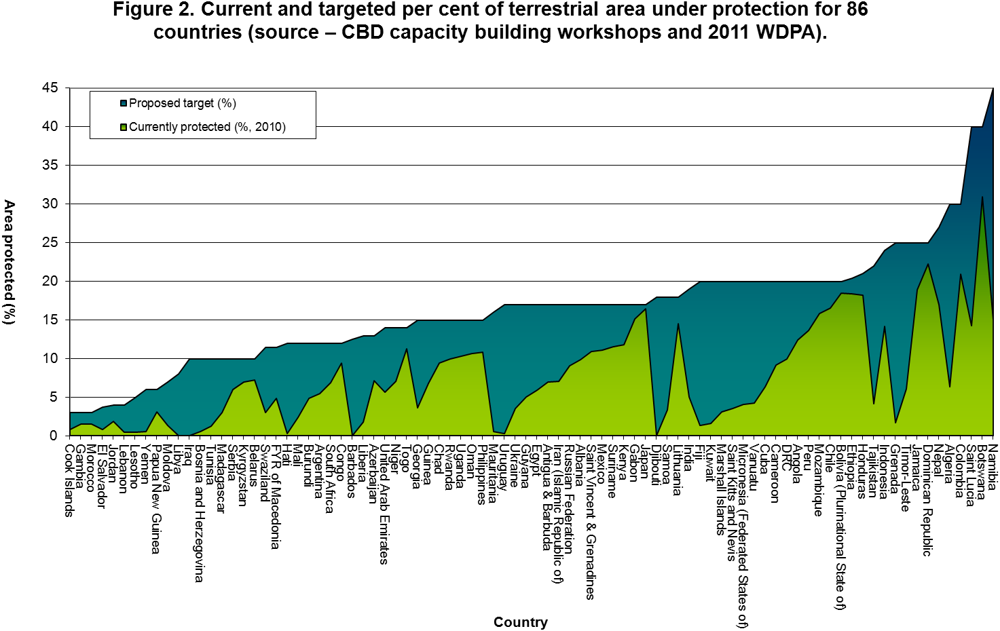 Figure 2. Current and targeted per cent of terrestrial area under protection for 86
countries (source – CBD capacity building workshops and 2011 WDPA).
45
40
35
30
25
20
15
10
5
0
Proposed target (%)
Currently protected (%, 2010)
Area protected (%)
Cook Islands
Gambia
Morocco
El Salvador
Jordan
Lebanon
Lesotho
Yemen
Papua New Guinea
Moldova
Libya
Iraq
Bosnia and Herzegovina
Tunisia
Madagascar
Serbia
Kyrgyzstan
Belarus
Swaziland
FYR of Macedonia
Hati
Mali
Burundi
Argentina
South Africa
Congo
Barbados
Liberia
Azerbaijan
United Arab Emirates
Niger
Togo
Georgia
Guinea
Chad
Rwanda
Uganda
Oman
Philippines
Mauritania
Uruguay
Ukraine
Guyana
Egypt
Antigua & Barbuda
Iran (Islamic Republic of)
Russian Federation
Albania
Saint Vincent & Grenadines
Mexico
Suriname
Kenya
Gabon
Japan
Djibouti
Samoa
Lithuania
India
Fiji
Kuwait
Marshall Islands
Saint Kitts and Nevis
Micronesia (Federated States of)
Vanuatu
Cuba
Cameroon
DRC
Angola
Peru
Mozambique
Chile
Bolivia (Plurinational State of)
Ethiopia
Honduras
Tajikistan
Indonesia
Grenada
Timor-Leste
Jamaica
Dominican Republic
Nepal
Algeria
Colombia
Saint Lucia
Botswana
Namibia
Country